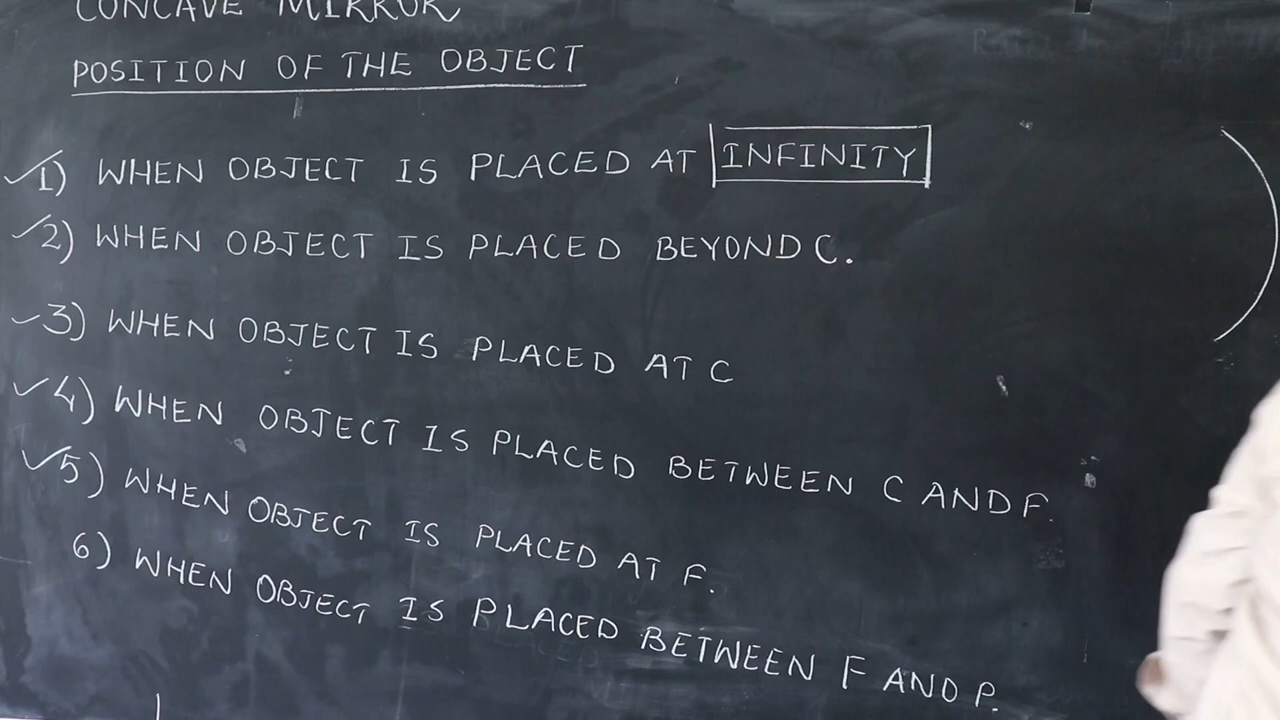 CONCAVE MIRROR
POSITION OF THE OBJECT
1) WHEN OBJECT IS PLACED AT INFINITY
2) WHEN OBJECT IS PLACED BEYOND C.
3) WHEN OBJECT IS PLACED AT C
4) WHEN OBJECT IS PLACED BETWEEN C AND F.
5) WHEN OBJECT IS PLACED AT F.
6) WHEN OBJECT IS PLACED BETWEEN F AND P.